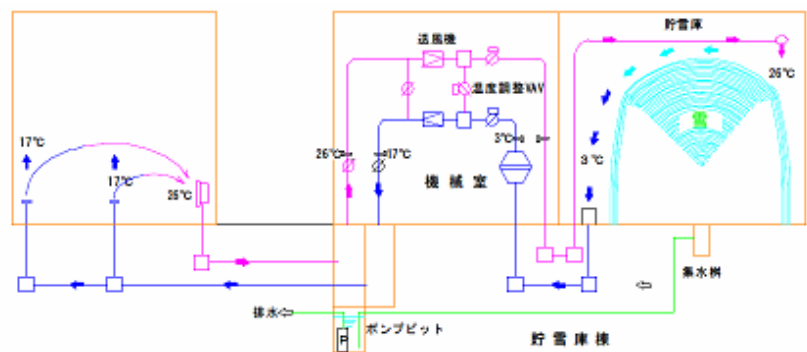 送風機
貯雪庫
26℃
温度調整VAV
雪
17℃
17℃
25℃
26℃
17℃
3℃
3℃
機械室
集水桝
排水
ポンプピット
P
貯雪庫棟